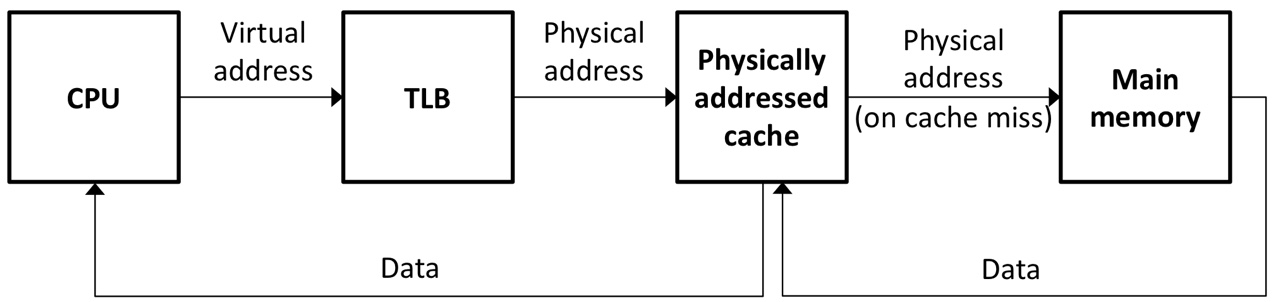 CPU
Virtual
address
TLB
Physical
address
Physically
addressed
cache
Physical
address
(on cache miss)
Main
memory
Data
Data